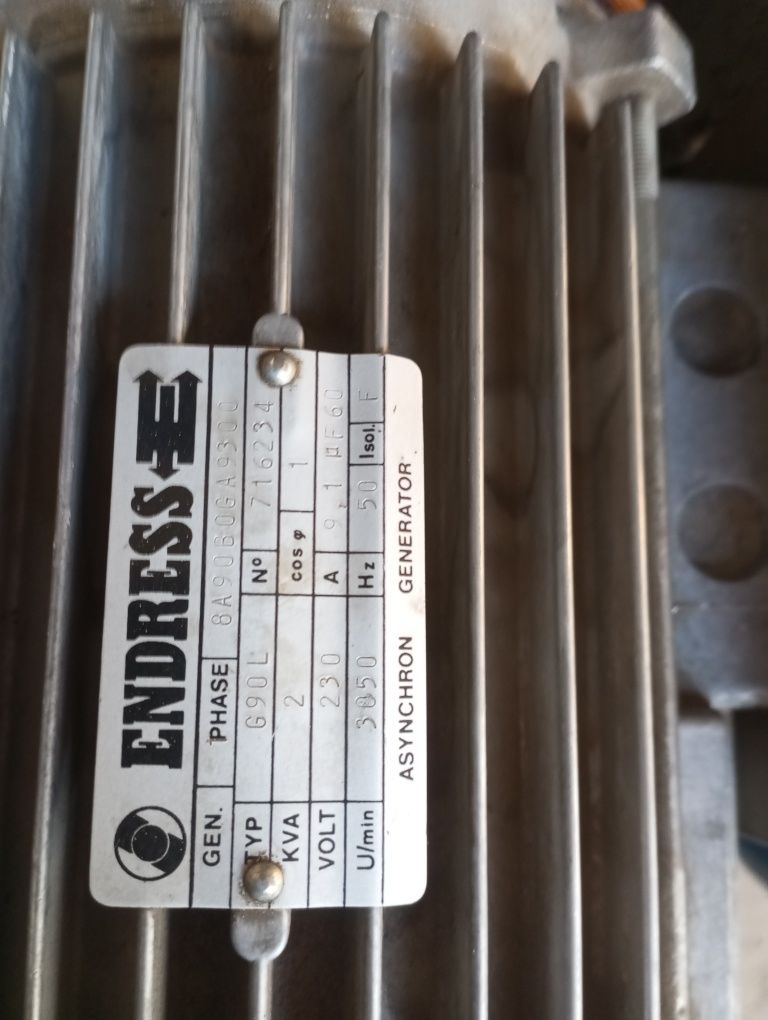 ENDRESS
GEN. PHASE 8A90B0GA9300
TYP G90L Nº 716234
KVA 2 cos φ 1
VOLT 230 A 9,1 µF60
U/min 3050 Hz 50 Isol. F
ASYNCHRON GENERATOR